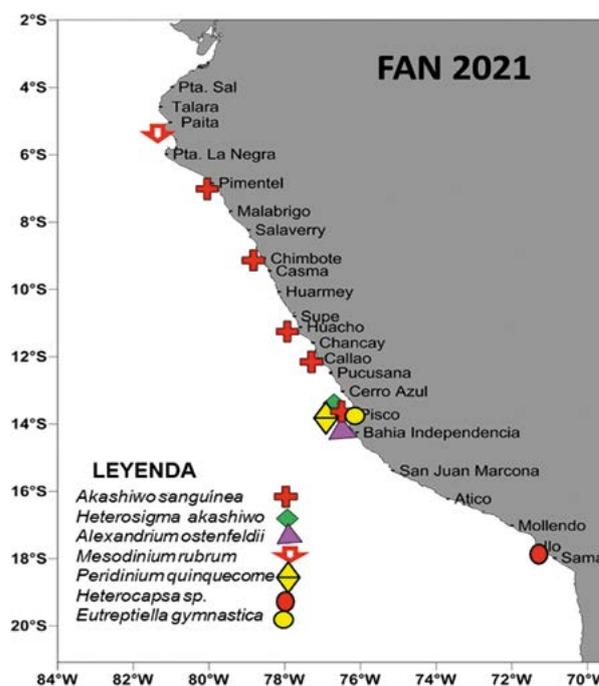 2°S
FAN 2021
4°S
Pta. Sal
Talara
Paita
6°S
Pta. La Negra
Pimentel
8°S
Malabrigo
Salaverry
Chimbote
Casma
10°S
Huarmey
Supe
Huacho
Chancay
12°S
Callao
Pucusana
Cerro Azul
Pisco
14°S
Bahia Independencia
San Juan Marcona
16°S
Atico
Mollendo
Ilo
18°S
Sama
20°S
LEYENDA
Akashiwo sanguínea
Heterosigma akashiwo
Alexandrium ostenfeldii
Mesodinium rubrum
Peridinium quinquecorne
Heterocapsa sp.
Eutreptiella gymnastica
84°W 82°W 80°W 78°W 76°W 74°W 72°W 70°W